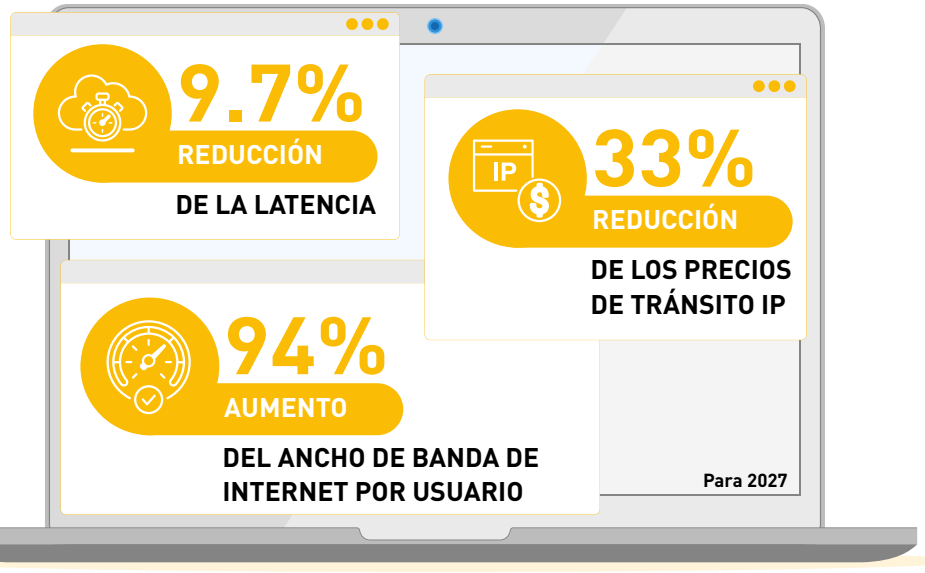 9.7%
REDUCCIÓN
DE LA LATENCIA
IP
$
33%
REDUCCIÓN
DE LOS PRECIOS
DE TRÁNSITO IP
94%
AUMENTO
DEL ANCHO DE BANDA DE
INTERNET POR USUARIO
Para 2027